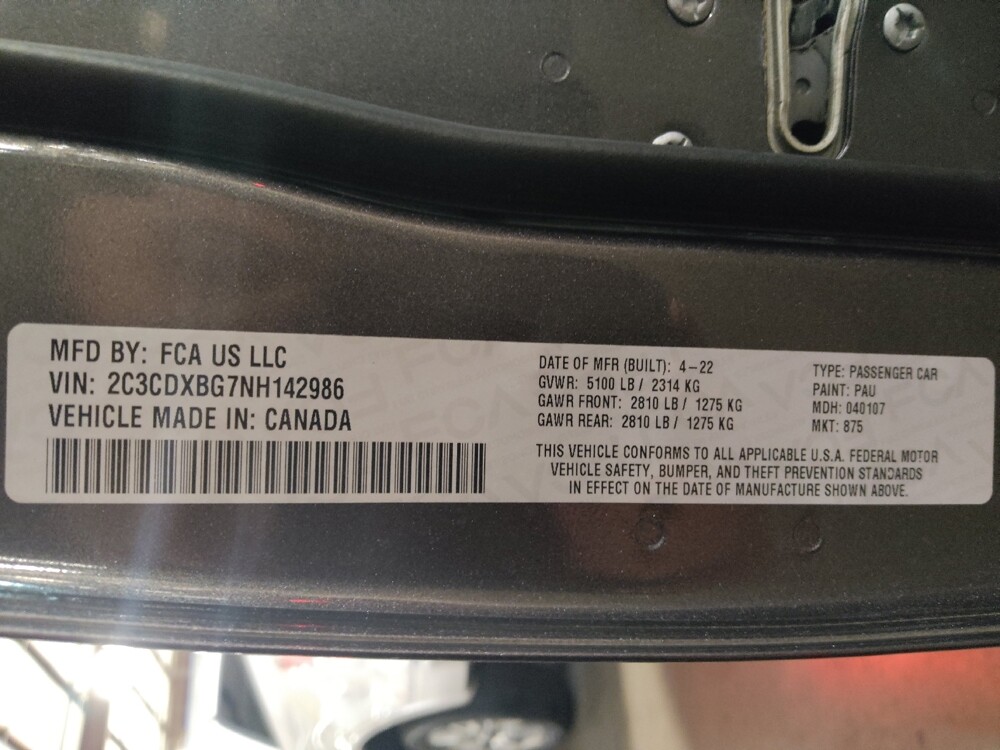 MFD BY: FCA US LLC
VIN: 2C3CDXBG7NH142986
VEHICLE MADE IN: CANADA
DATE OF MFR (BUILT): 4-22
GVWR: 5100 LB / 2314 KG
GAWR FRONT: 2810 LB / 1275 KG
GAWR REAR: 2810 LB / 1275 KG
TYPE: PASSENGER CAR
PAINT: PAU
MDH: 040107
MKT: 875
THIS VEHICLE CONFORMS TO ALL APPLICABLE U.S.A. FEDERAL MOTOR
VEHICLE SAFETY, BUMPER, AND THEFT PREVENTION STANDARDS
IN EFFECT ON THE DATE OF MANUFACTURE SHOWN ABOVE.